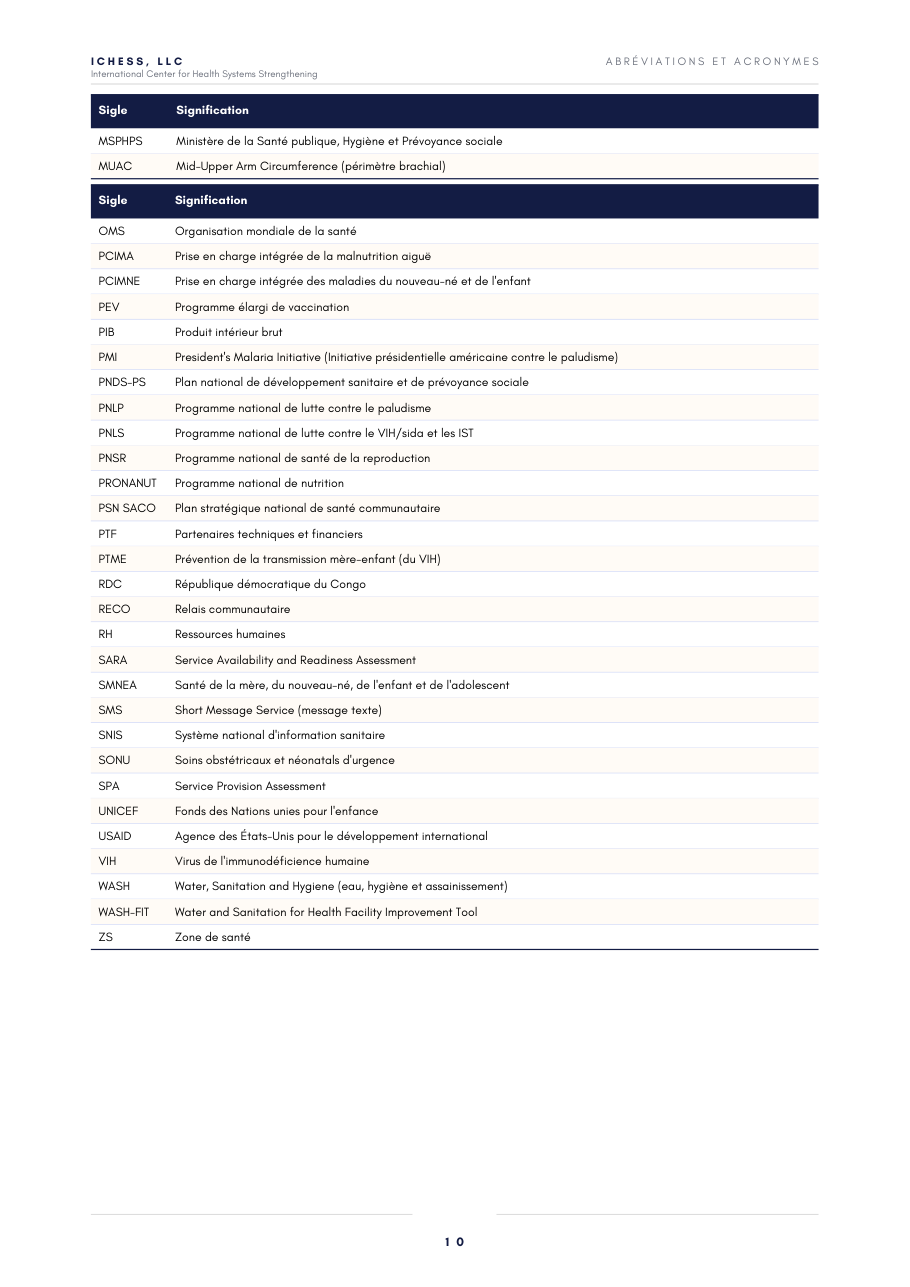 ICHESS, LLC
International Center for Health Systems Strengthening
ABRÉVIATIONS ET ACRONYMES
Sigle Signification
MSPHPS Ministère de la Santé publique, Hygiène et Prévoyance sociale
MUAC Mid-Upper Arm Circumference (périmètre brachial)
Sigle Signification
OMS Organisation mondiale de la santé
PCIMA Prise en charge intégrée de la malnutrition aiguë
PCIMNE Prise en charge intégrée des maladies du nouveau-né et de l'enfant
PEV Programme élargi de vaccination
PIB Produit intérieur brut
PMI President's Malaria Initiative (Initiative présidentielle américaine contre le paludisme)
PNDS-PS Plan national de développement sanitaire et de prévoyance sociale
PNLP Programme national de lutte contre le paludisme
PNLS Programme national de lutte contre le VIH/sida et les IST
PNSR Programme national de santé de la reproduction
PRONANUT Programme national de nutrition
PSN SACO Plan stratégique national de santé communautaire
PTF Partenaires techniques et financiers
PTME Prévention de la transmission mère-enfant (du VIH)
RDC République démocratique du Congo
RECO Relais communautaire
RH Ressources humaines
SARA Service Availability and Readiness Assessment
SMNEA Santé de la mère, du nouveau-né, de l'enfant et de l'adolescent
SMS Short Message Service (message texte)
SNIS Système national d'information sanitaire
SONU Soins obstétricaux et néonatals d'urgence
SPA Service Provision Assessment
UNICEF Fonds des Nations unies pour l'enfance
USAID Agence des États-Unis pour le développement international
VIH Virus de l'immunodéficience humaine
WASH Water, Sanitation and Hygiene (eau, hygiène et assainissement)
WASH-FIT Water and Sanitation for Health Facility Improvement Tool
ZS Zone de santé
10